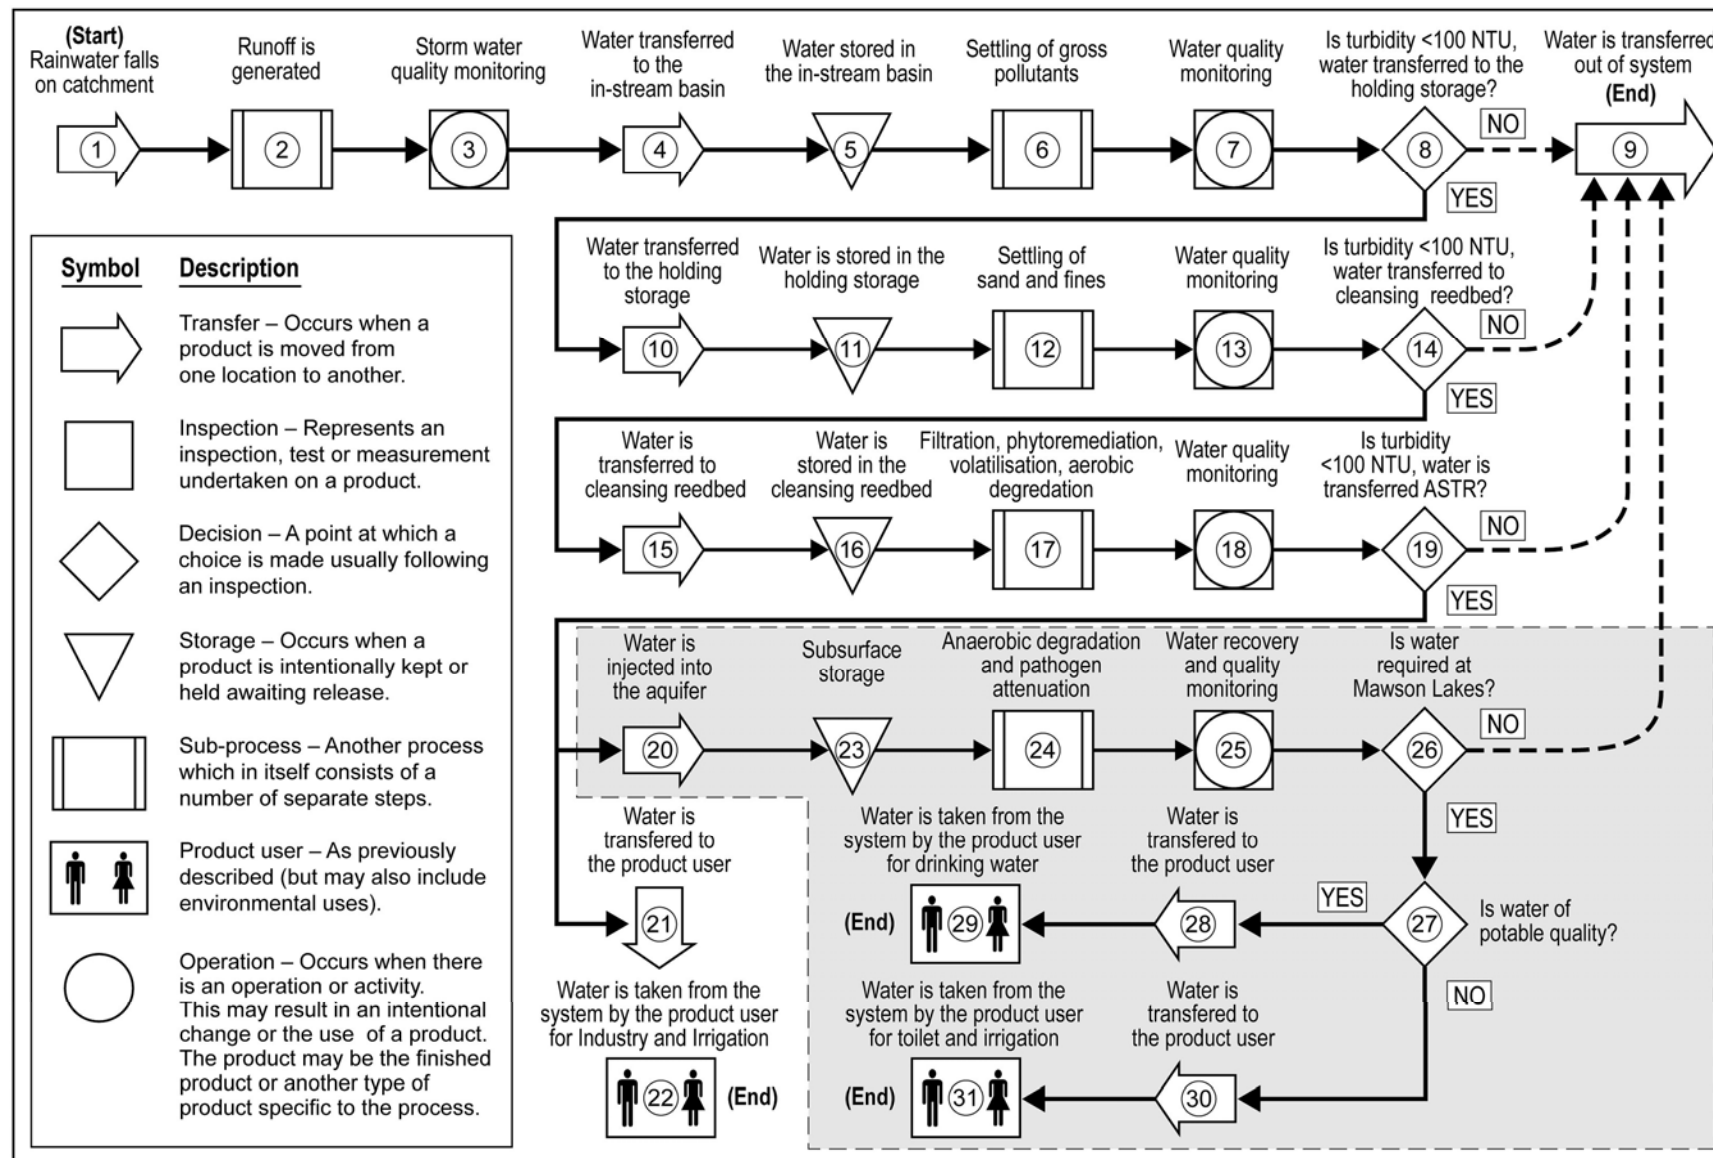 (Start)
Rainwater falls
on catchment
1
Runoff is
generated
2
Storm water
quality monitoring
3
Water transferred
to the
in-stream basin
4
Water stored in
the in-stream basin
5
Settling of gross
pollutants
6
Water quality
monitoring
7
Is turbidity <100 NTU,
water transferred to the
holding storage?
8
NO
YES
Water is transferred
out of system
(End)
9
Symbol Description
Transfer – Occurs when a
product is moved from
one location to another.
Inspection – Represents an
inspection, test or measurement
undertaken on a product.
Decision – A point at which a
choice is made usually following
an inspection.
Storage – Occurs when a
product is intentionally kept or
held awaiting release.
Sub-process – Another process
which in itself consists of a
number of separate steps.
Product user – As previously
described (but may also include
environmental uses).
Operation – Occurs when there
is an operation or activity.
This may result in an intentional
change or the use of a product.
The product may be the finished
product or another type of
product specific to the process.
Water transferred
to the holding
storage
10
Water is stored in the
holding storage
11
Settling of
sand and fines
12
Water quality
monitoring
13
Is turbidity <100 NTU,
water transferred to
cleansing reedbed?
14
NO
YES
Water is
transferred to
cleansing reedbed
15
Water is
stored in the
cleansing reedbed
16
Filtration, phytoremediation,
volatilisation, aerobic
degredation
17
Water quality
monitoring
18
Is turbidity
<100 NTU, water is
transferred ASTR?
19
NO
YES
Water is
injected into
the aquifer
20
Subsurface
storage
23
Anaerobic degradation
and pathogen
attenuation
24
Water recovery
and quality
monitoring
25
Is water
required at
Mawson Lakes?
26
NO
YES
Water is
transfered to
the product user
21
Water is taken from the
system by the product user
for Industry and Irrigation
22
(End)
Water is taken from the
system by the product user
for drinking water
(End)
29
Water is
transfered to
the product user
28
YES
27
Is water of
potable quality?
NO
Water is taken from the
system by the product user
for toilet and irrigation
(End)
31
Water is
transfered to
the product user
30